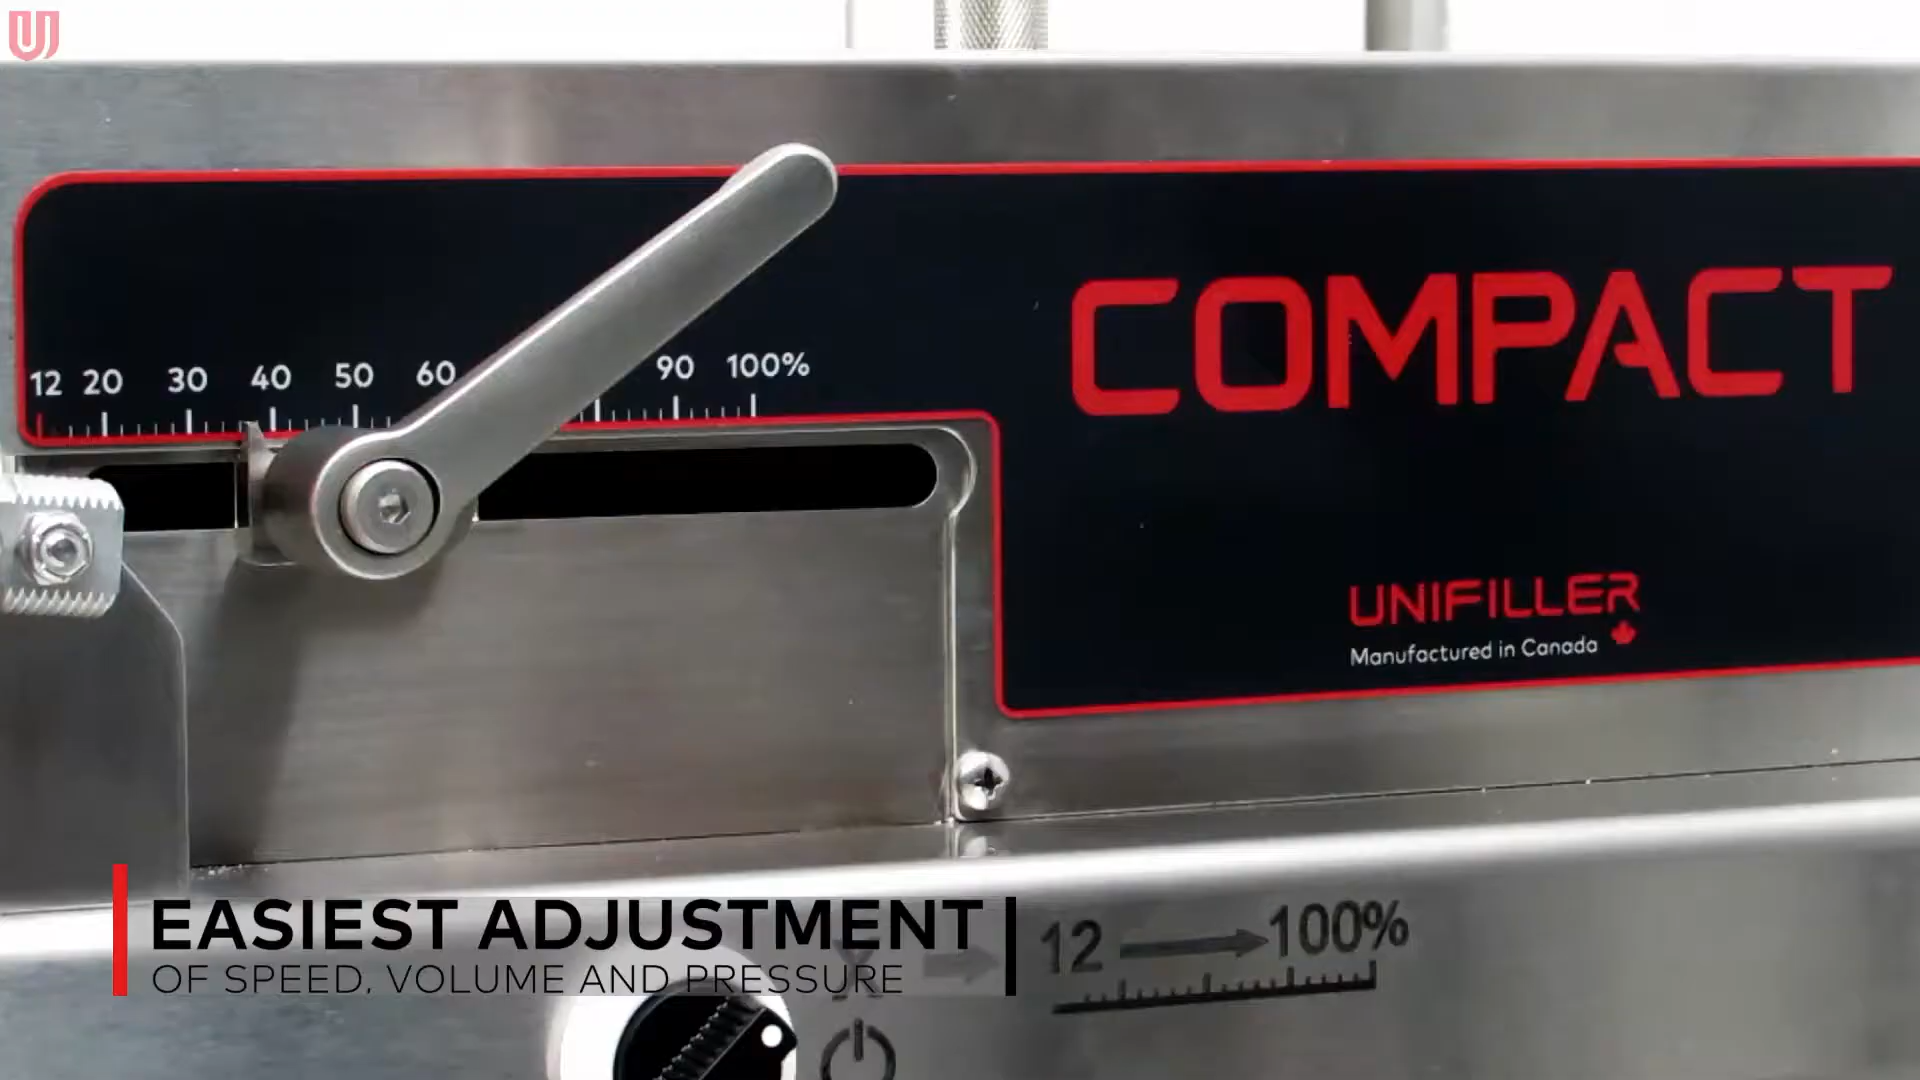 UJ
COMPACT
12 20 30 40 50 60 90 100%
UNIFILLER
Manufactured in Canada
EASIEST ADJUSTMENT
OF SPEED, VOLUME AND PRESSURE
12 100%